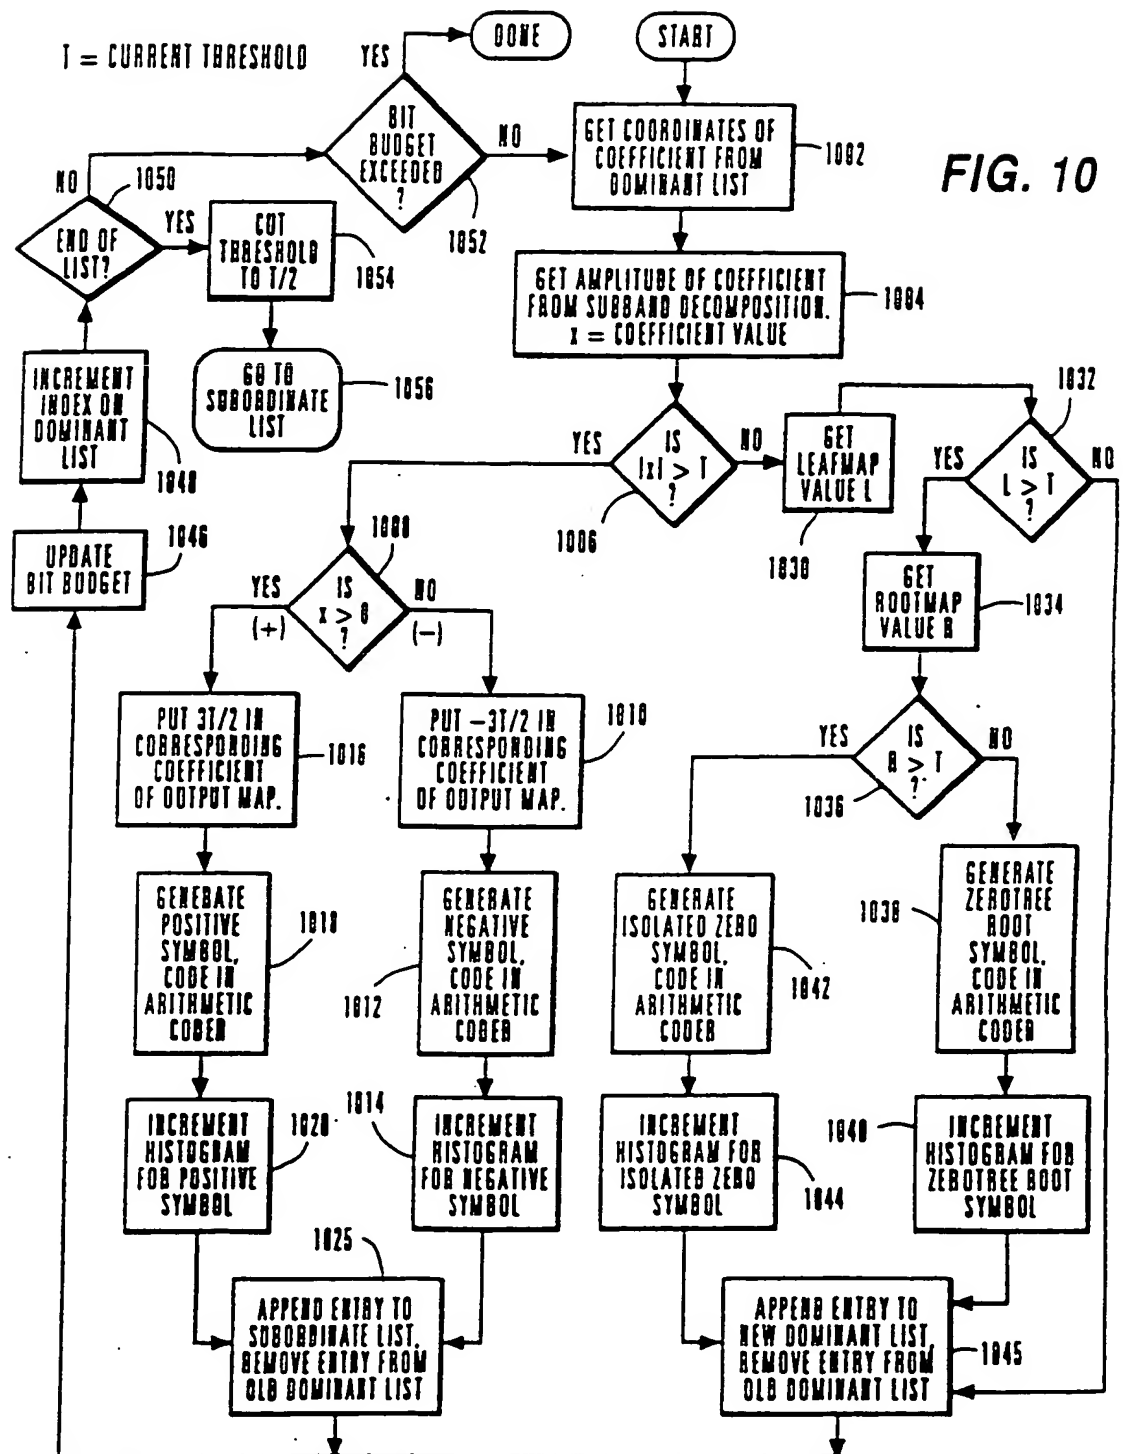 T = CURRENT THRESHOLD
YES
DONE
START
BIT
BUDGET
EXCEEDED
?
NO
1052
GET COORDINATES OF
COEFFICIENT FROM
DOMINANT LIST
1002
FIG. 10
NO
1050
END OF
LIST?
YES
CUT
THRESHOLD
TO T/2
1054
GET AMPLITUDE OF COEFFICIENT
FROM SUBBAND DECOMPOSITION.
X = COEFFICIENT VALUE
1004
GO TO
SUBORDINATE
LIST
1056
INCREMENT
INDEX ON
DOMINANT
LIST
1048
YES
IS
|x| > T
?
NO
1006
GET
LEAFMAP
VALUE L
1030
1032
YES
IS
L > T
?
NO
UPDATE
BIT BUDGET
1046
1008
YES
(+)
IS
x > 0
?
NO
(−)
GET
ROOTMAP
VALUE R
1034
PUT 3T/2 IN
CORRESPONDING
COEFFICIENT
OF OUTPUT MAP.
1016
PUT −3T/2 IN
CORRESPONDING
COEFFICIENT
OF OUTPUT MAP.
1010
YES
IS
R > T
?
NO
1036
GENERATE
POSITIVE
SYMBOL,
CODE IN
ARITHMETIC
CODER
1018
GENERATE
NEGATIVE
SYMBOL,
CODE IN
ARITHMETIC
CODER
1012
GENERATE
ISOLATED ZERO
SYMBOL,
CODE IN
ARITHMETIC
CODER
1042
GENERATE
ZEROTREE
ROOT
SYMBOL,
CODE IN
ARITHMETIC
CODER
1038
INCREMENT
HISTOGRAM
FOR POSITIVE
SYMBOL
1020
INCREMENT
HISTOGRAM
FOR NEGATIVE
SYMBOL
1014
INCREMENT
HISTOGRAM FOR
ISOLATED ZERO
SYMBOL
1044
INCREMENT
HISTOGRAM FOR
ZEROTREE ROOT
SYMBOL
1040
1025
APPEND ENTRY TO
SUBORDINATE LIST,
REMOVE ENTRY FROM
OLD DOMINANT LIST
APPEND ENTRY TO
NEW DOMINANT LIST,
REMOVE ENTRY FROM
OLD DOMINANT LIST
1045